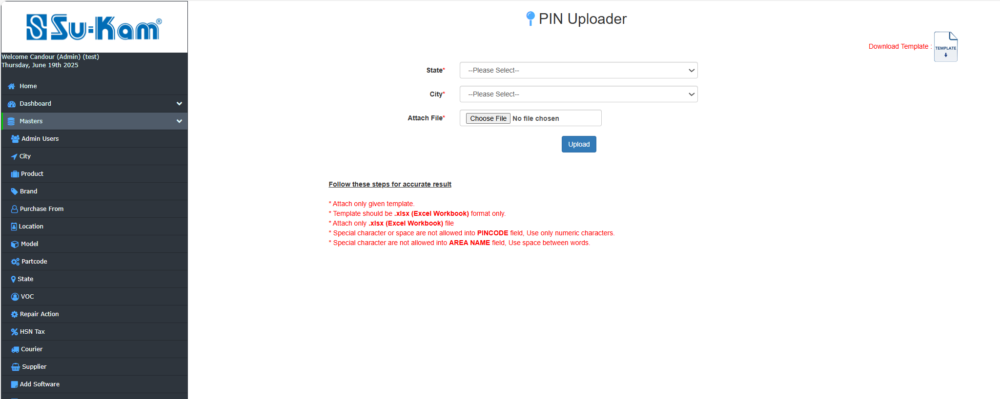 Su-Kam®
Welcome Candour (Admin) (test)
Thursday, June 19th 2025
Home
Dashboard
Masters
Admin Users
City
Product
Brand
Purchase From
Location
Model
Partcode
State
VOC
Repair Action
HSN Tax
Courier
Supplier
Add Software
PIN Uploader
Download Template :
TEMPLATE
State*
--Please Select--
City*
--Please Select--
Attach File*
Choose File No file chosen
Upload
Follow these steps for accurate result
* Attach only given template.
* Template should be .xlsx (Excel Workbook) format only.
* Attach only .xlsx (Excel Workbook) file
* Special character or space are not allowed into PINCODE field, Use only numeric characters.
* Special character are not allowed into AREA NAME field, Use space between words.